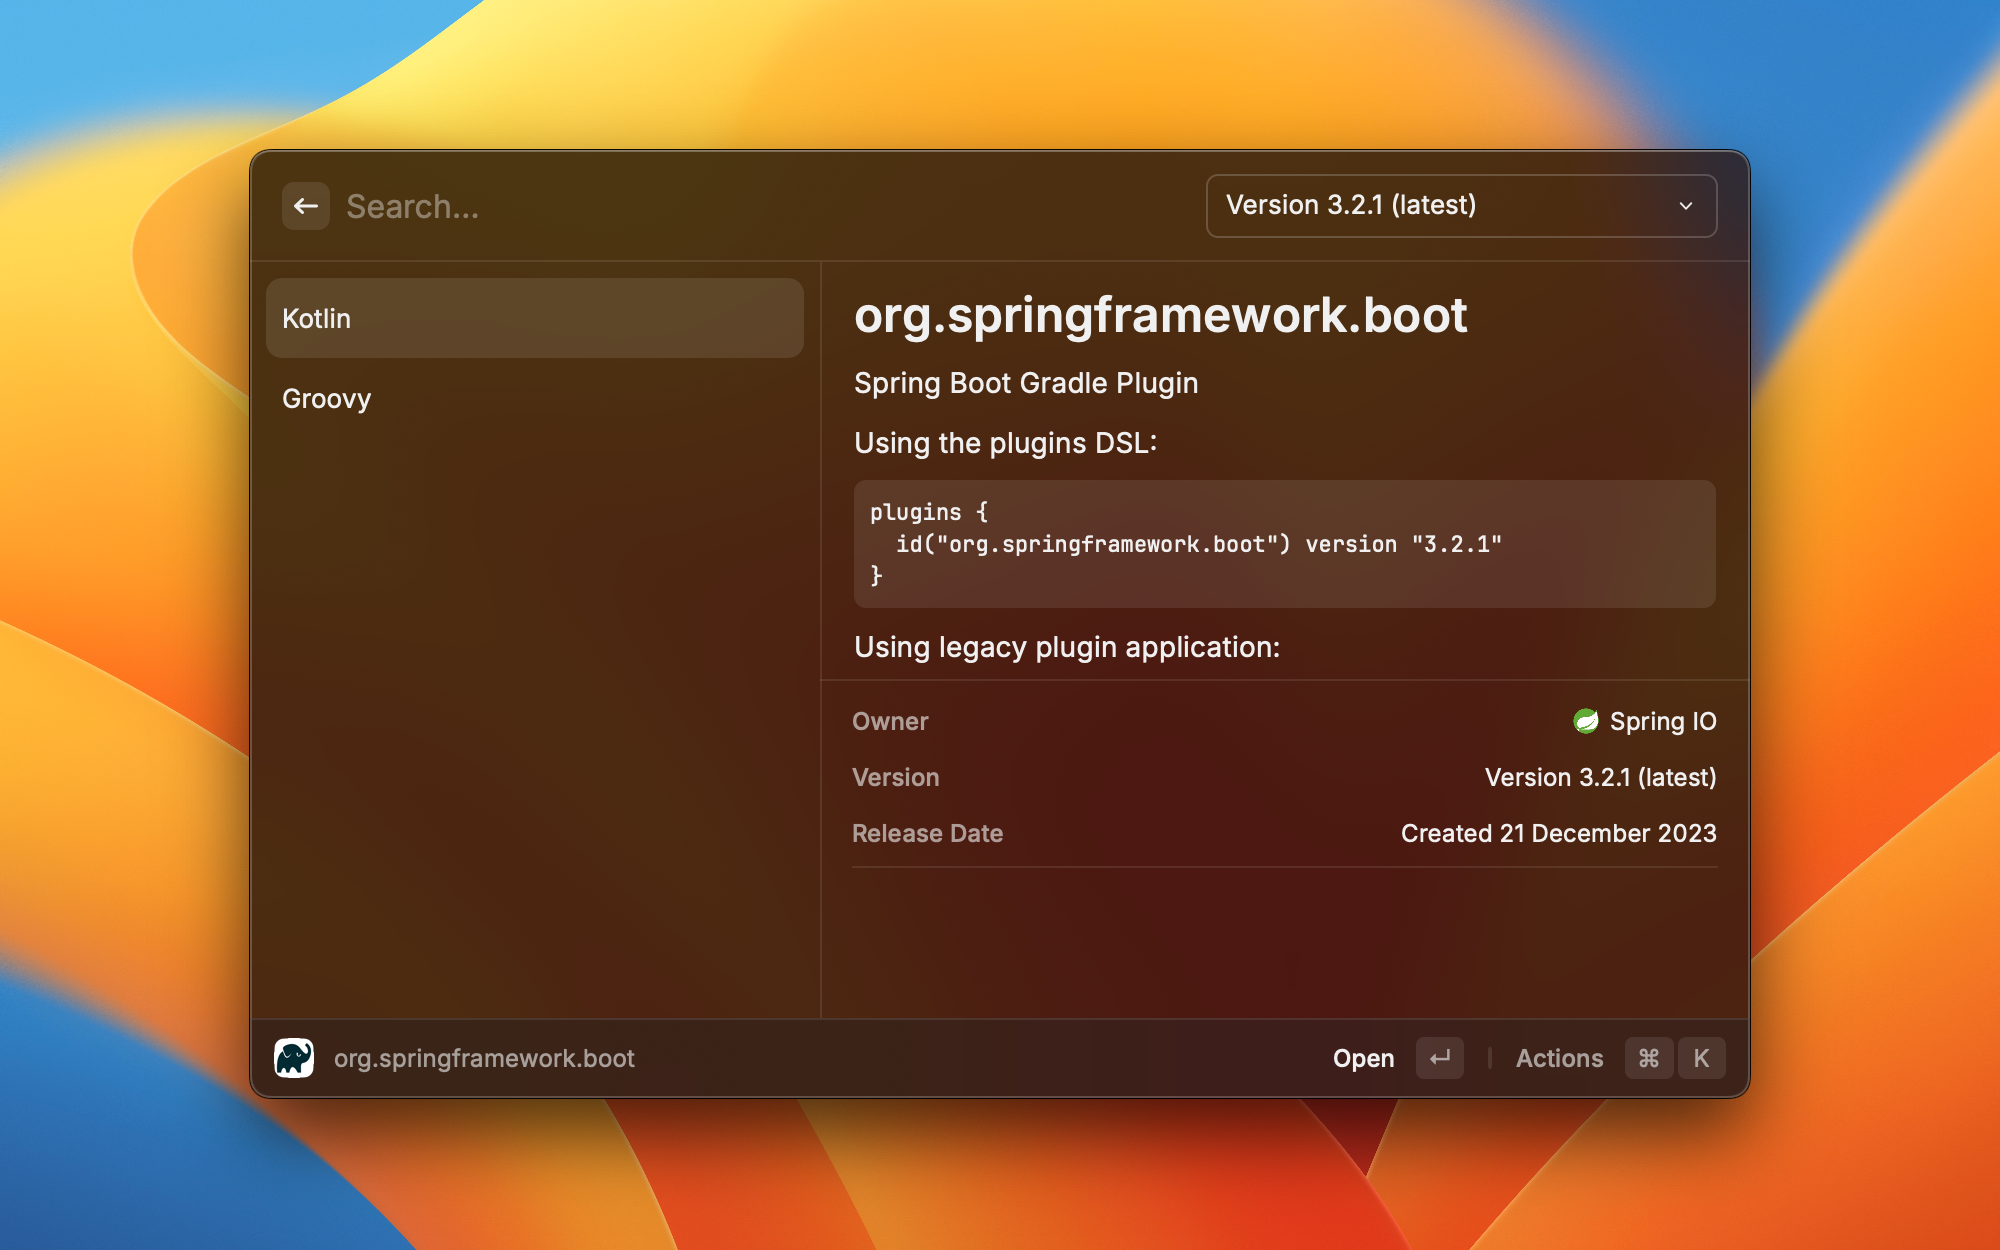 Search...
Version 3.2.1 (latest)
Kotlin
Groovy
org.springframework.boot
Spring Boot Gradle Plugin
Using the plugins DSL:
plugins {
  id("org.springframework.boot") version "3.2.1"
}
Using legacy plugin application:
Owner Spring IO
Version Version 3.2.1 (latest)
Release Date Created 21 December 2023
org.springframework.boot Open ↵ Actions ⌘ K